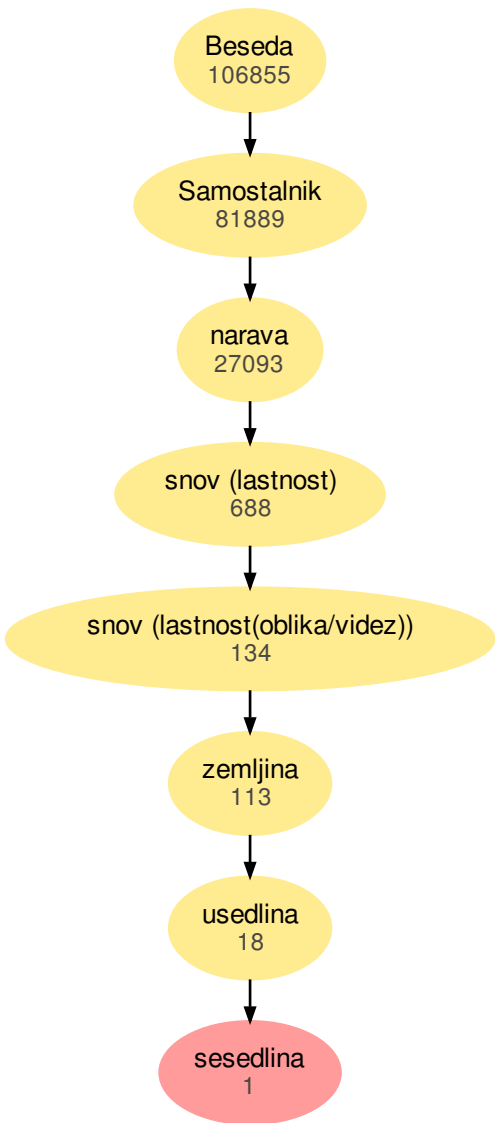 Beseda
106855
Samostalnik
81889
narava
27093
snov (lastnost)
688
snov (lastnost(oblika/videz))
134
zemljina
113
usedlina
18
sesedlina
1